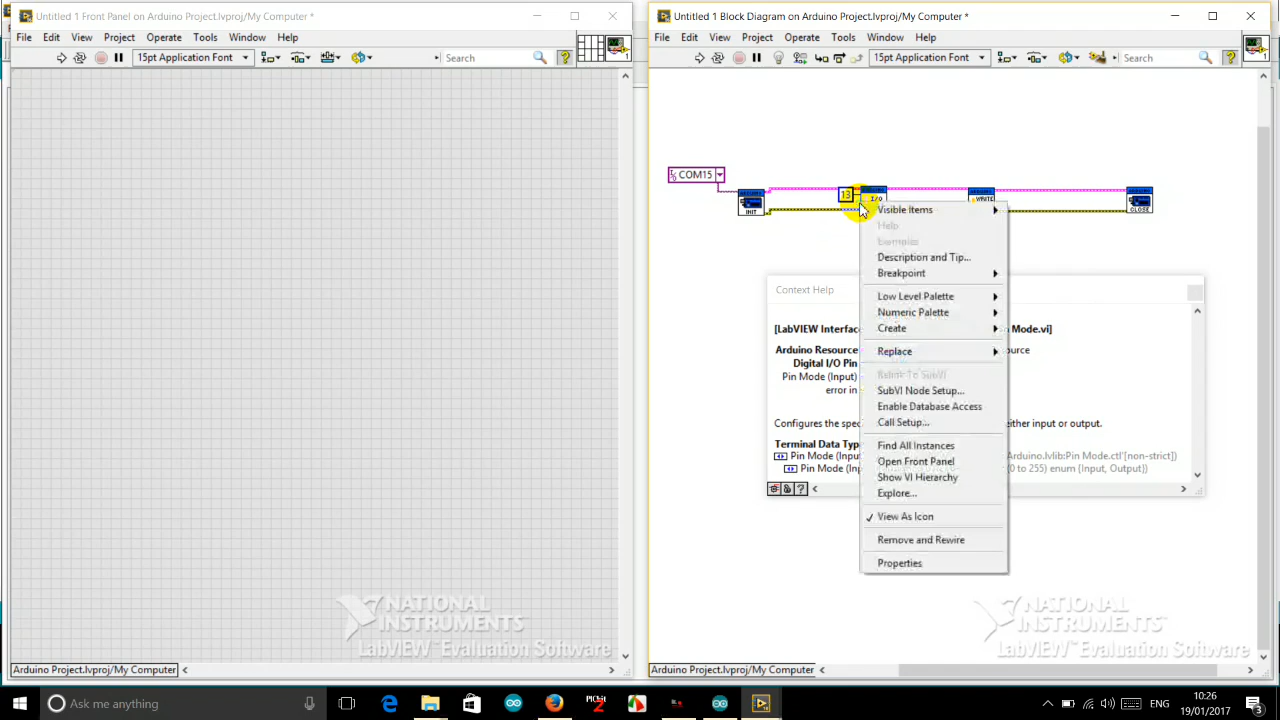 Untitled 1 Front Panel on Arduino Project.lvproj/My Computer *
File Edit View Project Operate Tools Window Help
15pt Application Font
Search
Arduino Project.lvproj/My Computer
Untitled 1 Block Diagram on Arduino Project.lvproj/My Computer *
File Edit View Project Operate Tools Window Help
15pt Application Font
Search
COM15
13
INIT
I/O
WRITE
CLOSE
Visible Items
Help
Examples
Description and Tip...
Breakpoint
Low Level Palette
Numeric Palette
Create
Replace
Relink To SubVI
SubVI Node Setup...
Enable Database Access
Call Setup...
Find All Instances
Open Front Panel
Show VI Hierarchy
Explore...
View As Icon
Remove and Rewire
Properties
Context Help
[LabVIEW Interfac
Mode.vi]
Arduino Resource
ource
Digital I/O Pin
Pin Mode (Input)
error in
Configures the spec
either input or output.
Terminal Data Typ
Pin Mode (Inp
Arduino.lvlib:Pin Mode.ctl'[non-strict])
Pin Mode (Inp
(0 to 255) enum {Input, Output})
NATIONAL INSTRUMENTS
LabVIEW™ Evaluation Software
NATIONAL INSTRUMENTS
LabVIEW™ Evaluation Software
Arduino Project.lvproj/My Computer
Ask me anything
ENG
10:26
19/01/2017
3